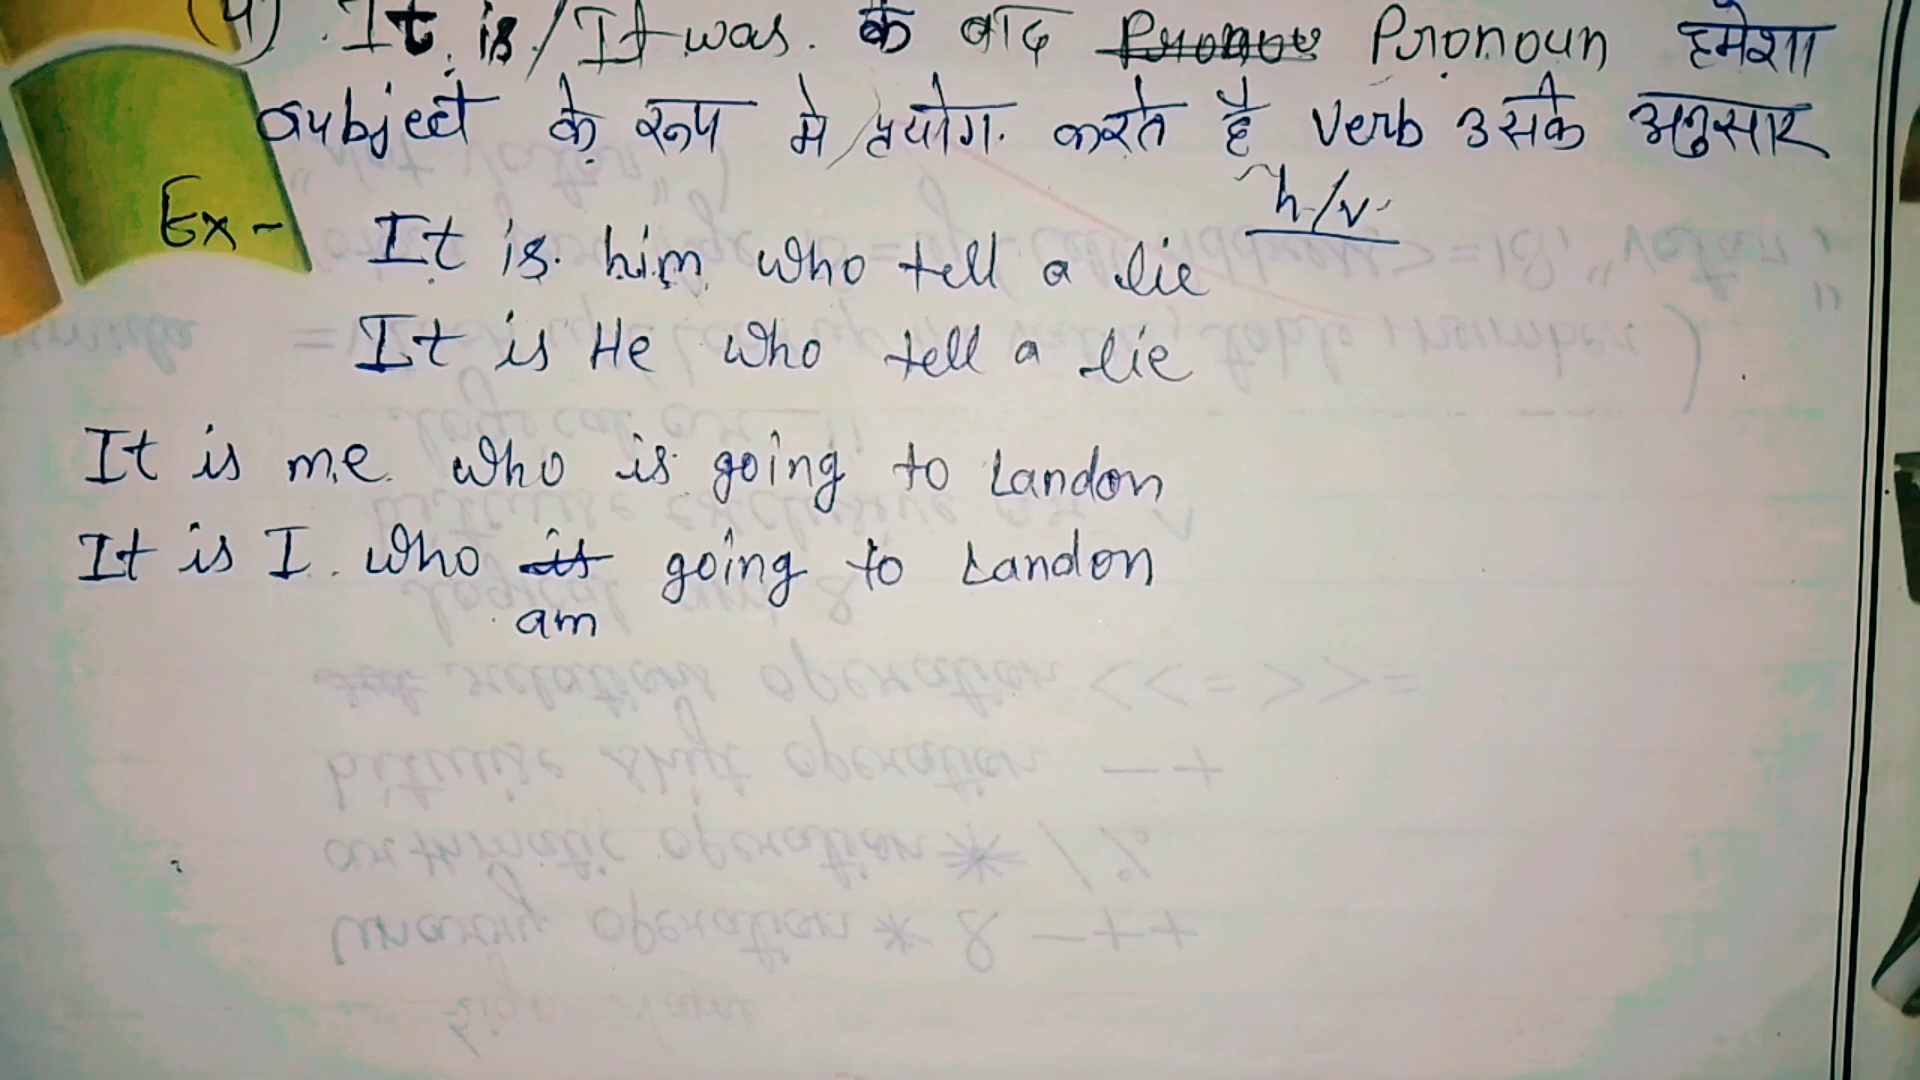 (4) It is / It was के बाद Pronoun हमेशा
subject के रूप मे प्रयोग करते है verb उसके अनुसार
h/v
Ex- It is him who tell a lie
It is He who tell a lie
It is me who is going to Landon
It is I who is going to Landon
am